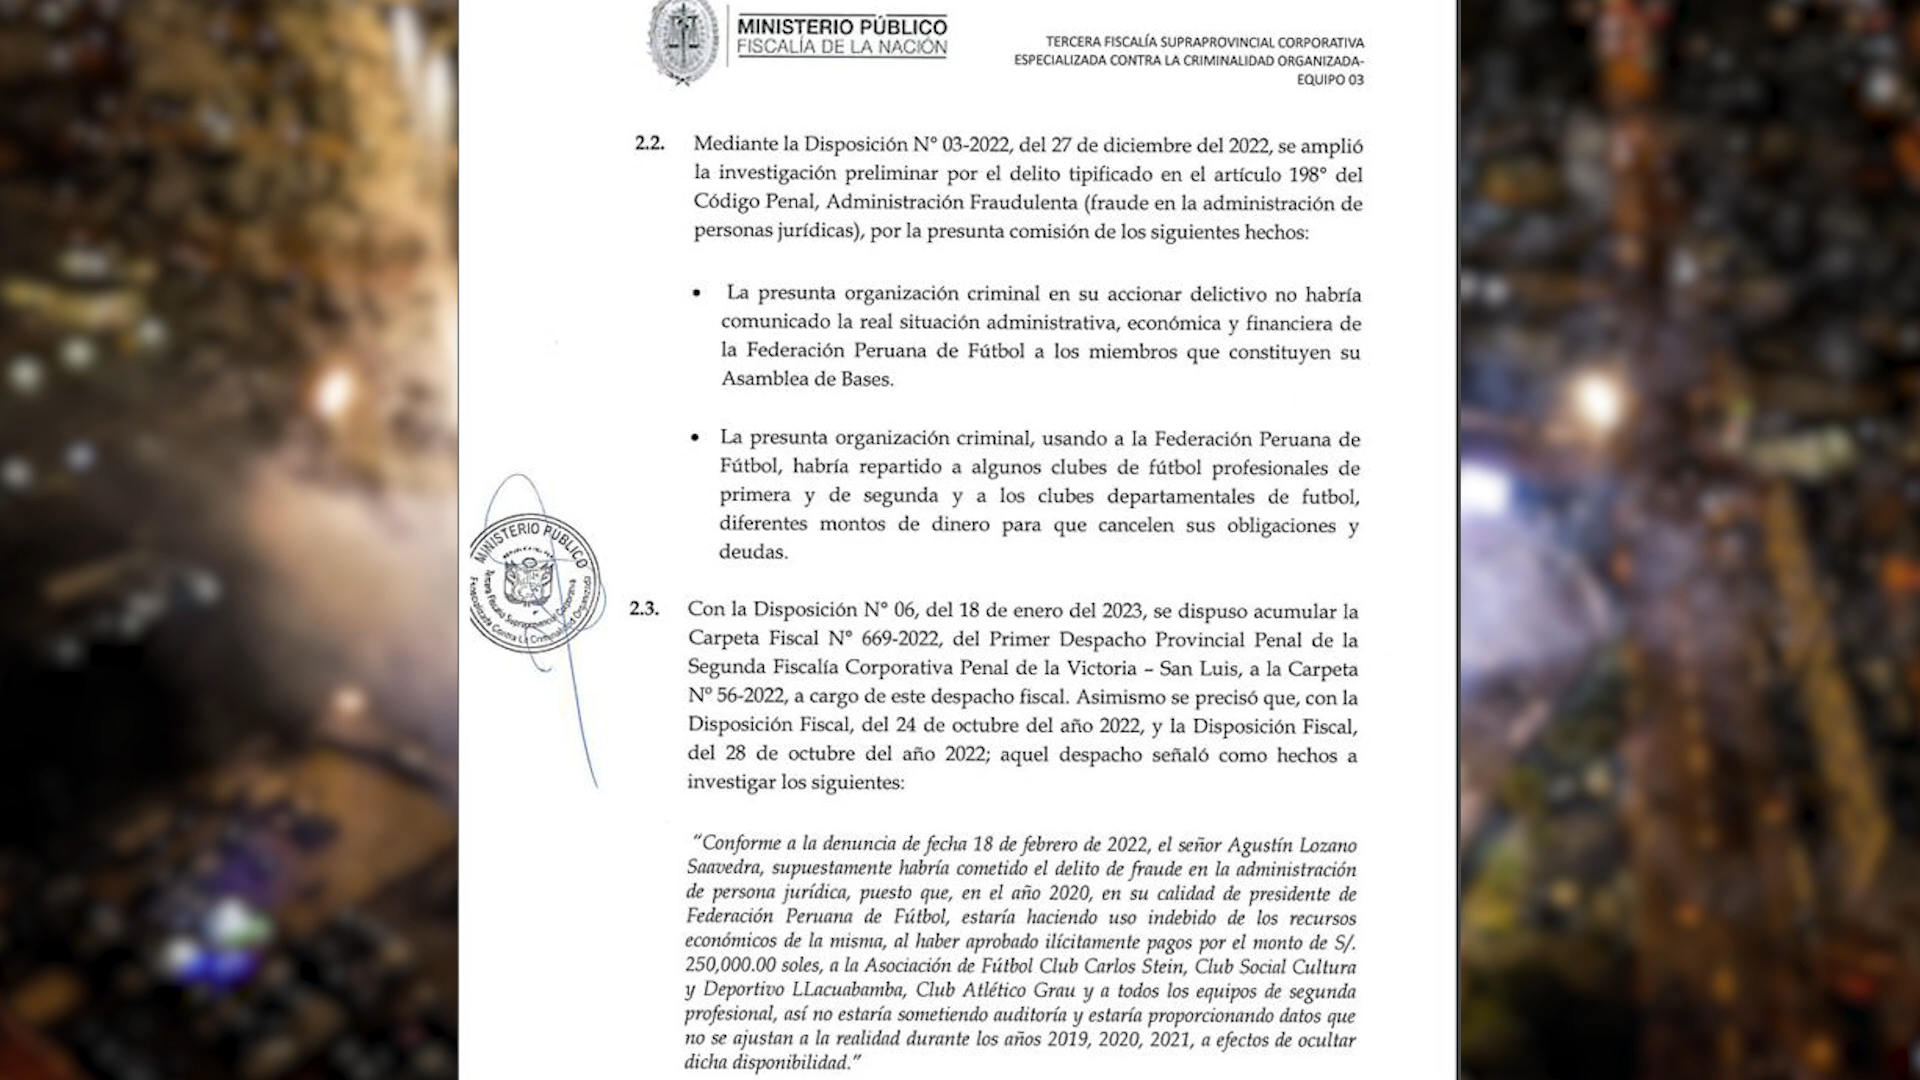 MINISTERIO PÚBLICO
FISCALÍA DE LA NACIÓN
TERCERA FISCALÍA SUPRAPROVINCIAL CORPORATIVA
ESPECIALIZADA CONTRA LA CRIMINALIDAD ORGANIZADA-
EQUIPO 03
2.2. Mediante la Disposición N° 03-2022, del 27 de diciembre del 2022, se amplió
la investigación preliminar por el delito tipificado en el artículo 198° del
Código Penal, Administración Fraudulenta (fraude en la administración de
personas jurídicas), por la presunta comisión de los siguientes hechos:
• La presunta organización criminal en su accionar delictivo no habría
comunicado la real situación administrativa, económica y financiera de
la Federación Peruana de Fútbol a los miembros que constituyen su
Asamblea de Bases.
• La presunta organización criminal, usando a la Federación Peruana de
Fútbol, habría repartido a algunos clubes de fútbol profesionales de
primera y de segunda y a los clubes departamentales de futbol,
diferentes montos de dinero para que cancelen sus obligaciones y
deudas.
MINISTERIO PÚBLICO
Tercera Fiscalía Supraprovincial Corporativa
Especializada Contra La Criminalidad Organizada
2.3. Con la Disposición N° 06, del 18 de enero del 2023, se dispuso acumular la
Carpeta Fiscal N° 669-2022, del Primer Despacho Provincial Penal de la
Segunda Fiscalía Corporativa Penal de la Victoria – San Luis, a la Carpeta
N° 56-2022, a cargo de este despacho fiscal. Asimismo se precisó que, con la
Disposición Fiscal, del 24 de octubre del año 2022, y la Disposición Fiscal,
del 28 de octubre del año 2022; aquel despacho señaló como hechos a
investigar los siguientes:
“Conforme a la denuncia de fecha 18 de febrero de 2022, el señor Agustín Lozano
Saavedra, supuestamente habría cometido el delito de fraude en la administración
de persona jurídica, puesto que, en el año 2020, en su calidad de presidente de
Federación Peruana de Fútbol, estaría haciendo uso indebido de los recursos
económicos de la misma, al haber aprobado ilícitamente pagos por el monto de S/.
250,000.00 soles, a la Asociación de Fútbol Club Carlos Stein, Club Social Cultura
y Deportivo LLacuabamba, Club Atlético Grau y a todos los equipos de segunda
profesional, así no estaría sometiendo auditoría y estaría proporcionando datos que
no se ajustan a la realidad durante los años 2019, 2020, 2021, a efectos de ocultar
dicha disponibilidad.”